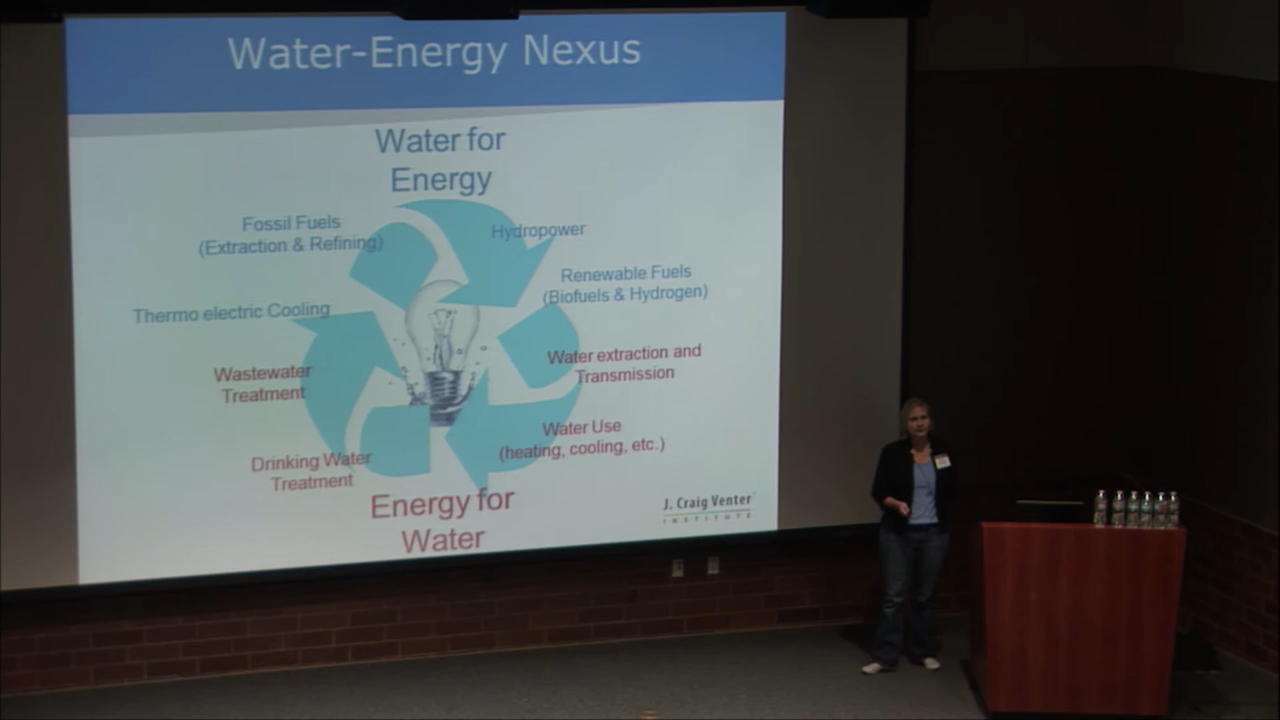 Water-Energy Nexus
Water for
Energy
Fossil Fuels
(Extraction & Refining)
Hydropower
Renewable Fuels
(Biofuels & Hydrogen)
Thermo electric Cooling
Water extraction and
Transmission
Wastewater
Treatment
Water Use
(heating, cooling, etc.)
Drinking Water
Treatment
Energy for
Water
J. Craig Venter
INSTITUTE